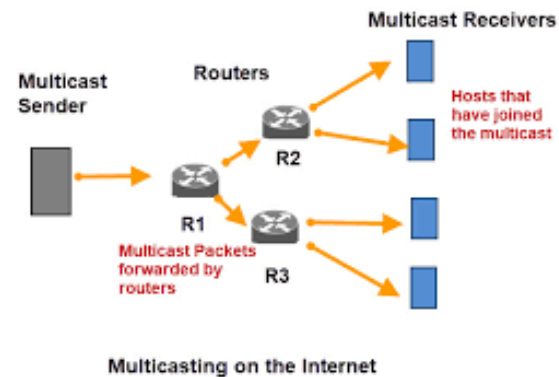 Multicast Receivers
Multicast
Sender
Routers
Hosts that
have joined
the multicast
R2
R1
Multicast Packets
forwarded by
routers
R3
Multicasting on the Internet